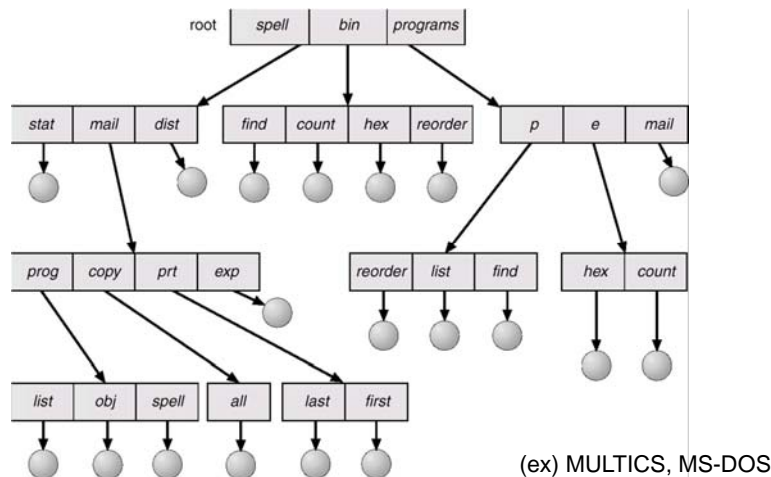 root spell bin programs
stat mail dist find count hex reorder p e mail
prog copy prt exp reorder list find hex count
list obj spell all last first
(ex) MULTICS, MS-DOS